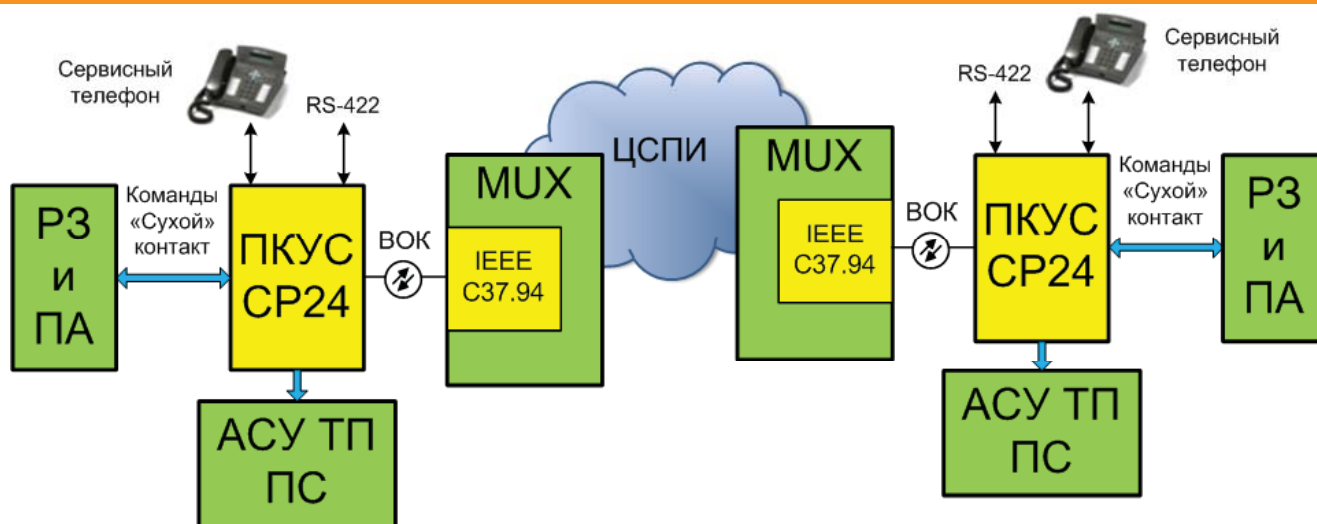 Сервисный
телефон
RS-422
РЗ
и
ПА
Команды
«Сухой»
контакт
ПКУС
СР24
ВОК
MUX
IEEE
C37.94
АСУ ТП
ПС
ЦСПИ
MUX
IEEE
C37.94
ВОК
RS-422
Сервисный
телефон
ПКУС
СР24
Команды
«Сухой»
контакт
РЗ
и
ПА
АСУ ТП
ПС